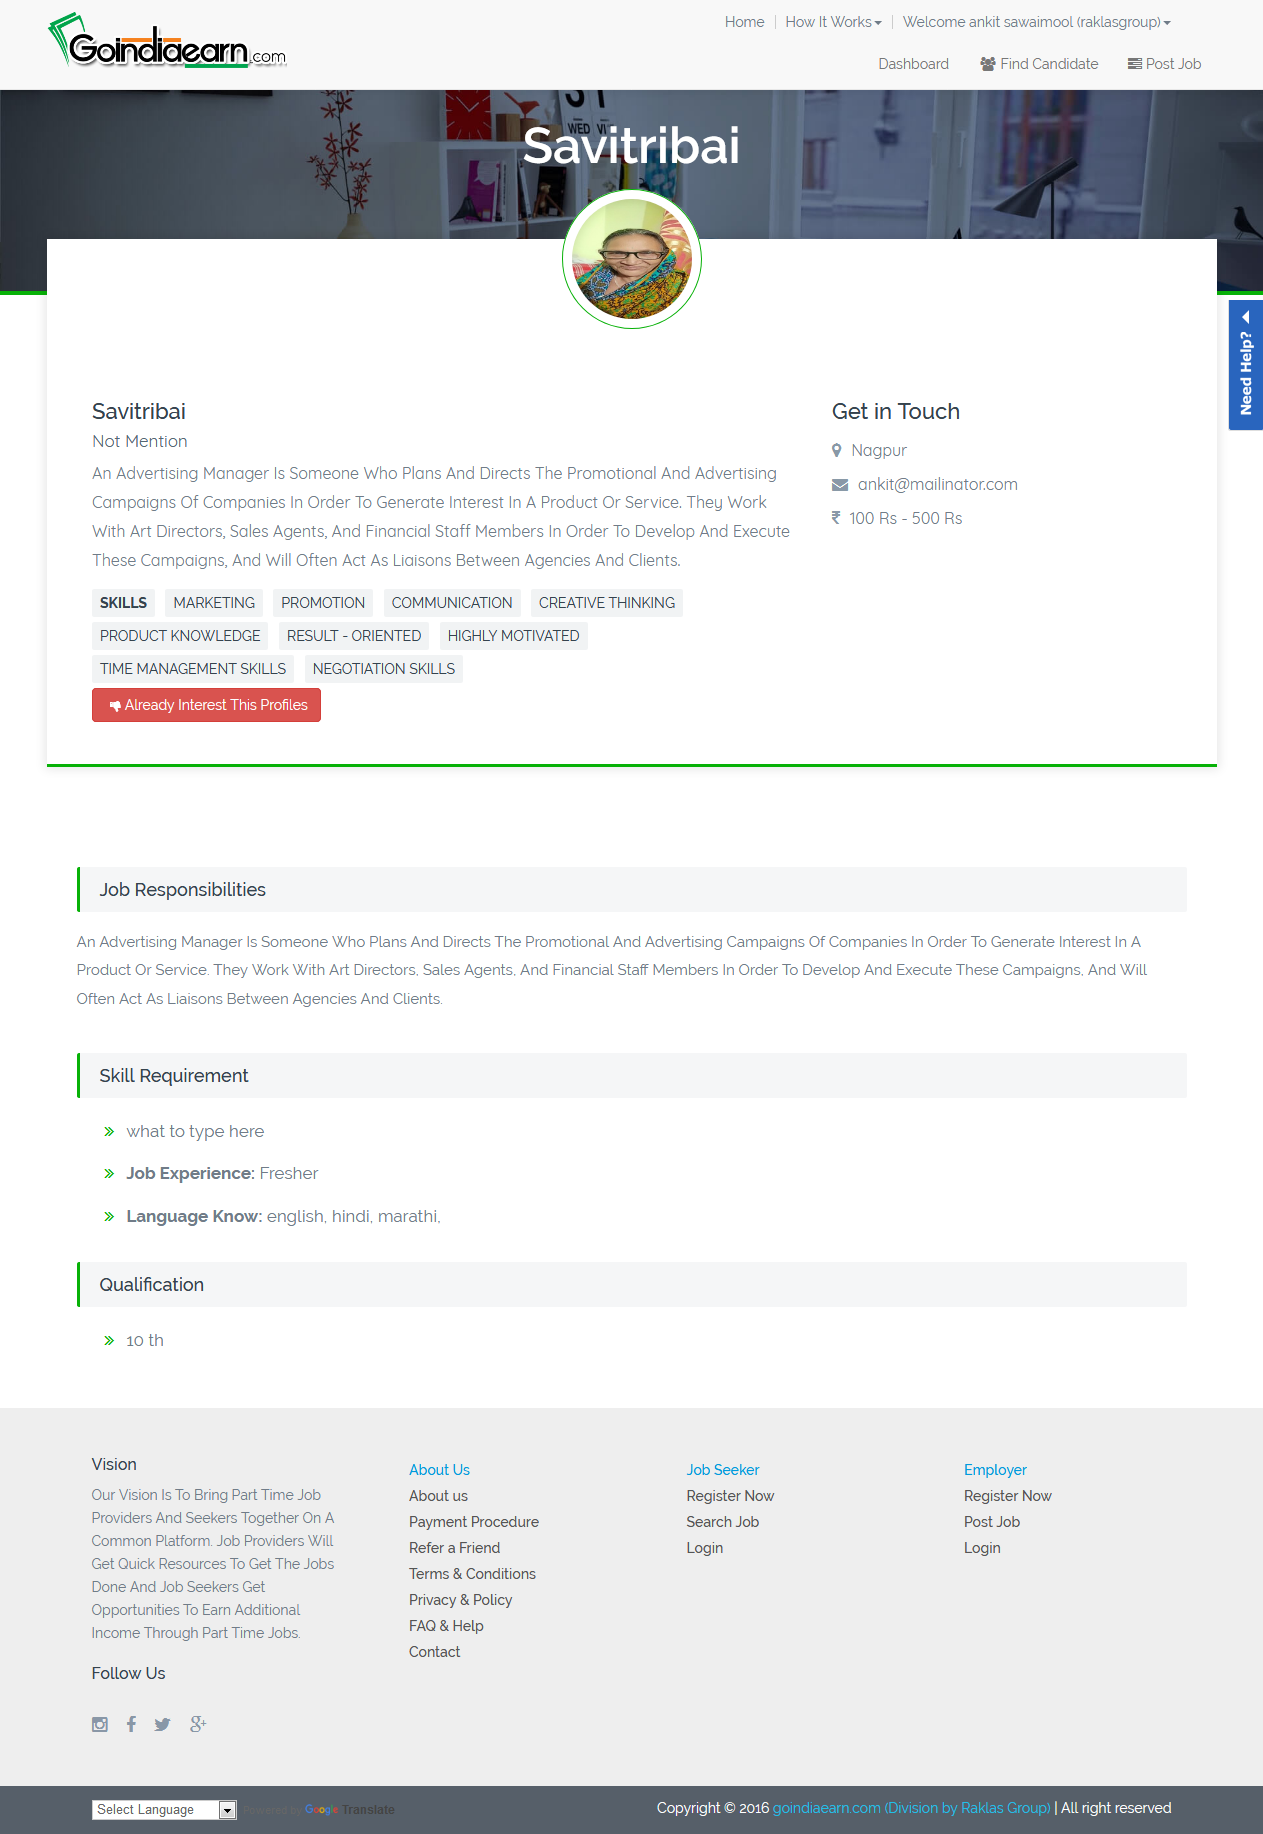 Goindiaearn.com
Home How It Works Welcome ankit sawaimool (raklasgroup)
Dashboard Find Candidate Post Job
WED
Savitribai
Need Help?
Savitribai
Not Mention
An Advertising Manager Is Someone Who Plans And Directs The Promotional And Advertising
Campaigns Of Companies In Order To Generate Interest In A Product Or Service. They Work
With Art Directors, Sales Agents, And Financial Staff Members In Order To Develop And Execute
These Campaigns, And Will Often Act As Liaisons Between Agencies And Clients.
SKILLS MARKETING PROMOTION COMMUNICATION CREATIVE THINKING
PRODUCT KNOWLEDGE RESULT - ORIENTED HIGHLY MOTIVATED
TIME MANAGEMENT SKILLS NEGOTIATION SKILLS
Already Interest This Profiles
Get in Touch
Nagpur
ankit@mailinator.com
₹ 100 Rs - 500 Rs
Job Responsibilities
An Advertising Manager Is Someone Who Plans And Directs The Promotional And Advertising Campaigns Of Companies In Order To Generate Interest In A
Product Or Service. They Work With Art Directors, Sales Agents, And Financial Staff Members In Order To Develop And Execute These Campaigns, And Will
Often Act As Liaisons Between Agencies And Clients.
Skill Requirement
what to type here
Job Experience: Fresher
Language Know: english, hindi, marathi,
Qualification
10 th
Vision
Our Vision Is To Bring Part Time Job
Providers And Seekers Together On A
Common Platform. Job Providers Will
Get Quick Resources To Get The Jobs
Done And Job Seekers Get
Opportunities To Earn Additional
Income Through Part Time Jobs.
Follow Us
About Us
About us
Payment Procedure
Refer a Friend
Terms & Conditions
Privacy & Policy
FAQ & Help
Contact
Job Seeker
Register Now
Search Job
Login
Employer
Register Now
Post Job
Login
Select Language Powered by Google Translate
Copyright © 2016 goindiaearn.com (Division by Raklas Group) | All right reserved